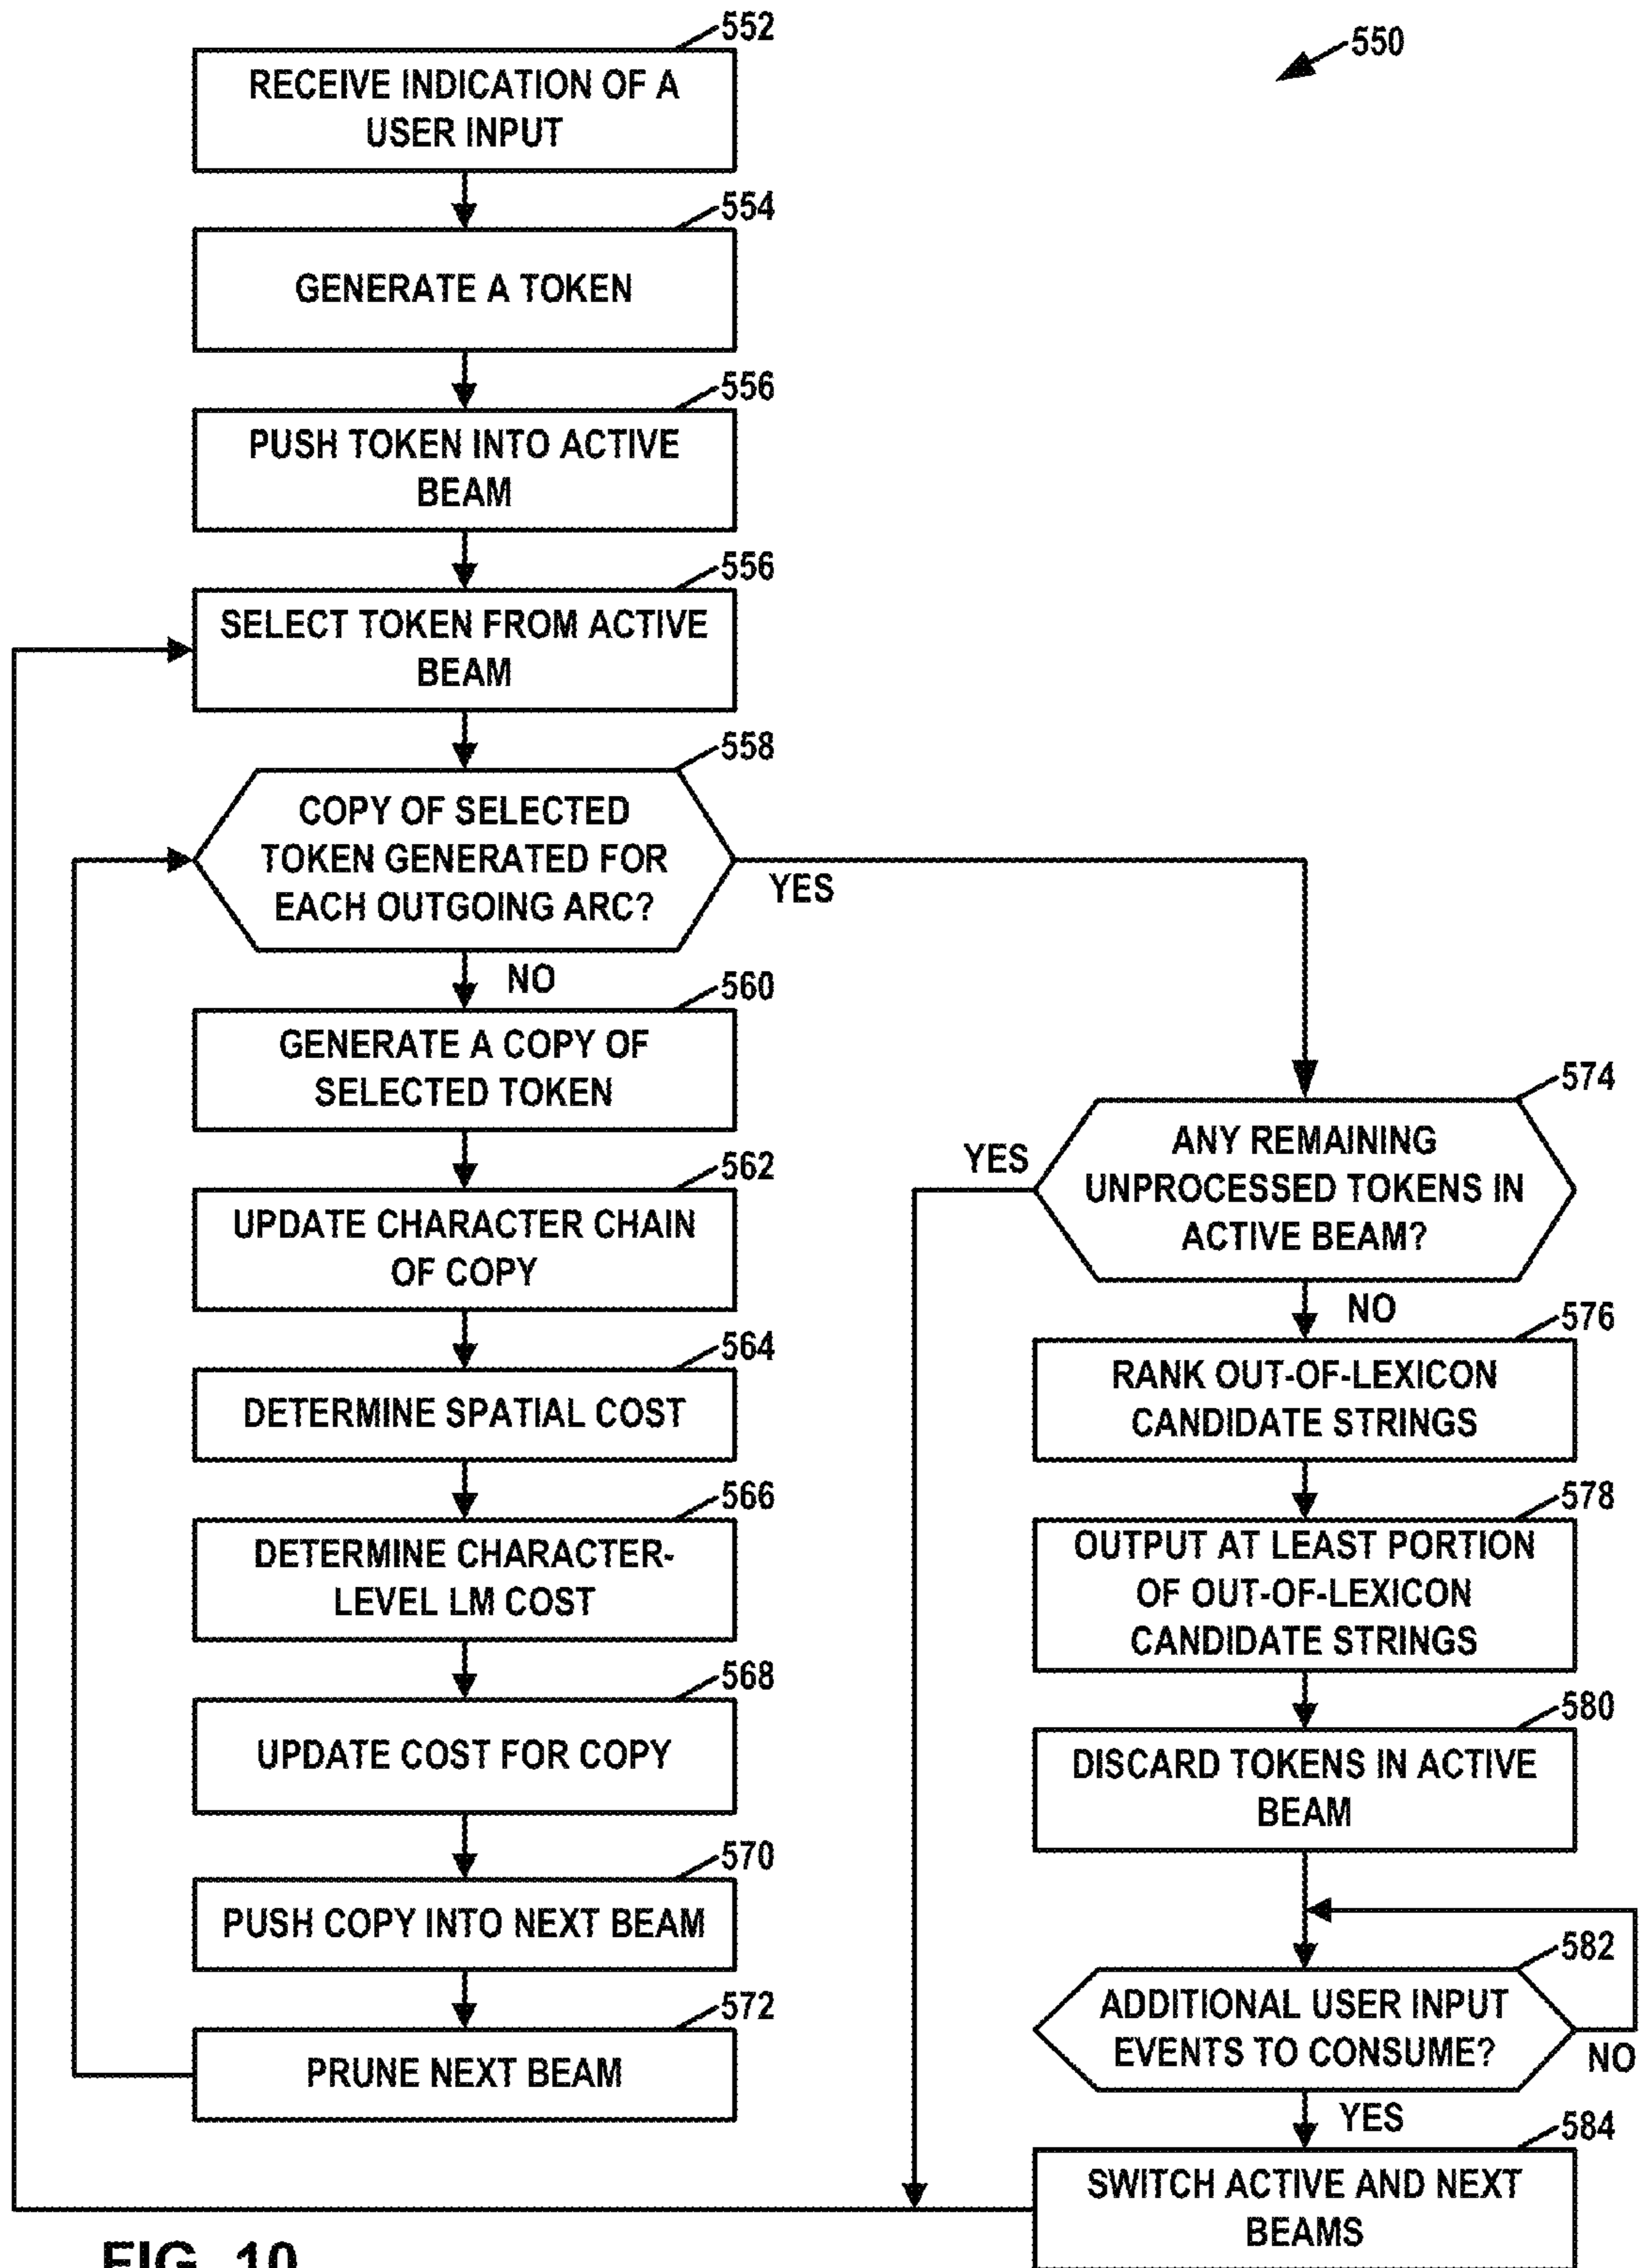 552
550
RECEIVE INDICATION OF A
USER INPUT
554
GENERATE A TOKEN
556
PUSH TOKEN INTO ACTIVE
BEAM
556
SELECT TOKEN FROM ACTIVE
BEAM
558
COPY OF SELECTED
TOKEN GENERATED FOR
EACH OUTGOING ARC?
YES
NO
560
GENERATE A COPY OF
SELECTED TOKEN
562
UPDATE CHARACTER CHAIN
OF COPY
564
DETERMINE SPATIAL COST
566
DETERMINE CHARACTER-
LEVEL LM COST
568
UPDATE COST FOR COPY
570
PUSH COPY INTO NEXT BEAM
572
PRUNE NEXT BEAM
574
ANY REMAINING
UNPROCESSED TOKENS IN
ACTIVE BEAM?
YES
NO
576
RANK OUT-OF-LEXICON
CANDIDATE STRINGS
578
OUTPUT AT LEAST PORTION
OF OUT-OF-LEXICON
CANDIDATE STRINGS
580
DISCARD TOKENS IN ACTIVE
BEAM
582
ADDITIONAL USER INPUT
EVENTS TO CONSUME?
NO
YES
584
SWITCH ACTIVE AND NEXT
BEAMS
FIG. 10